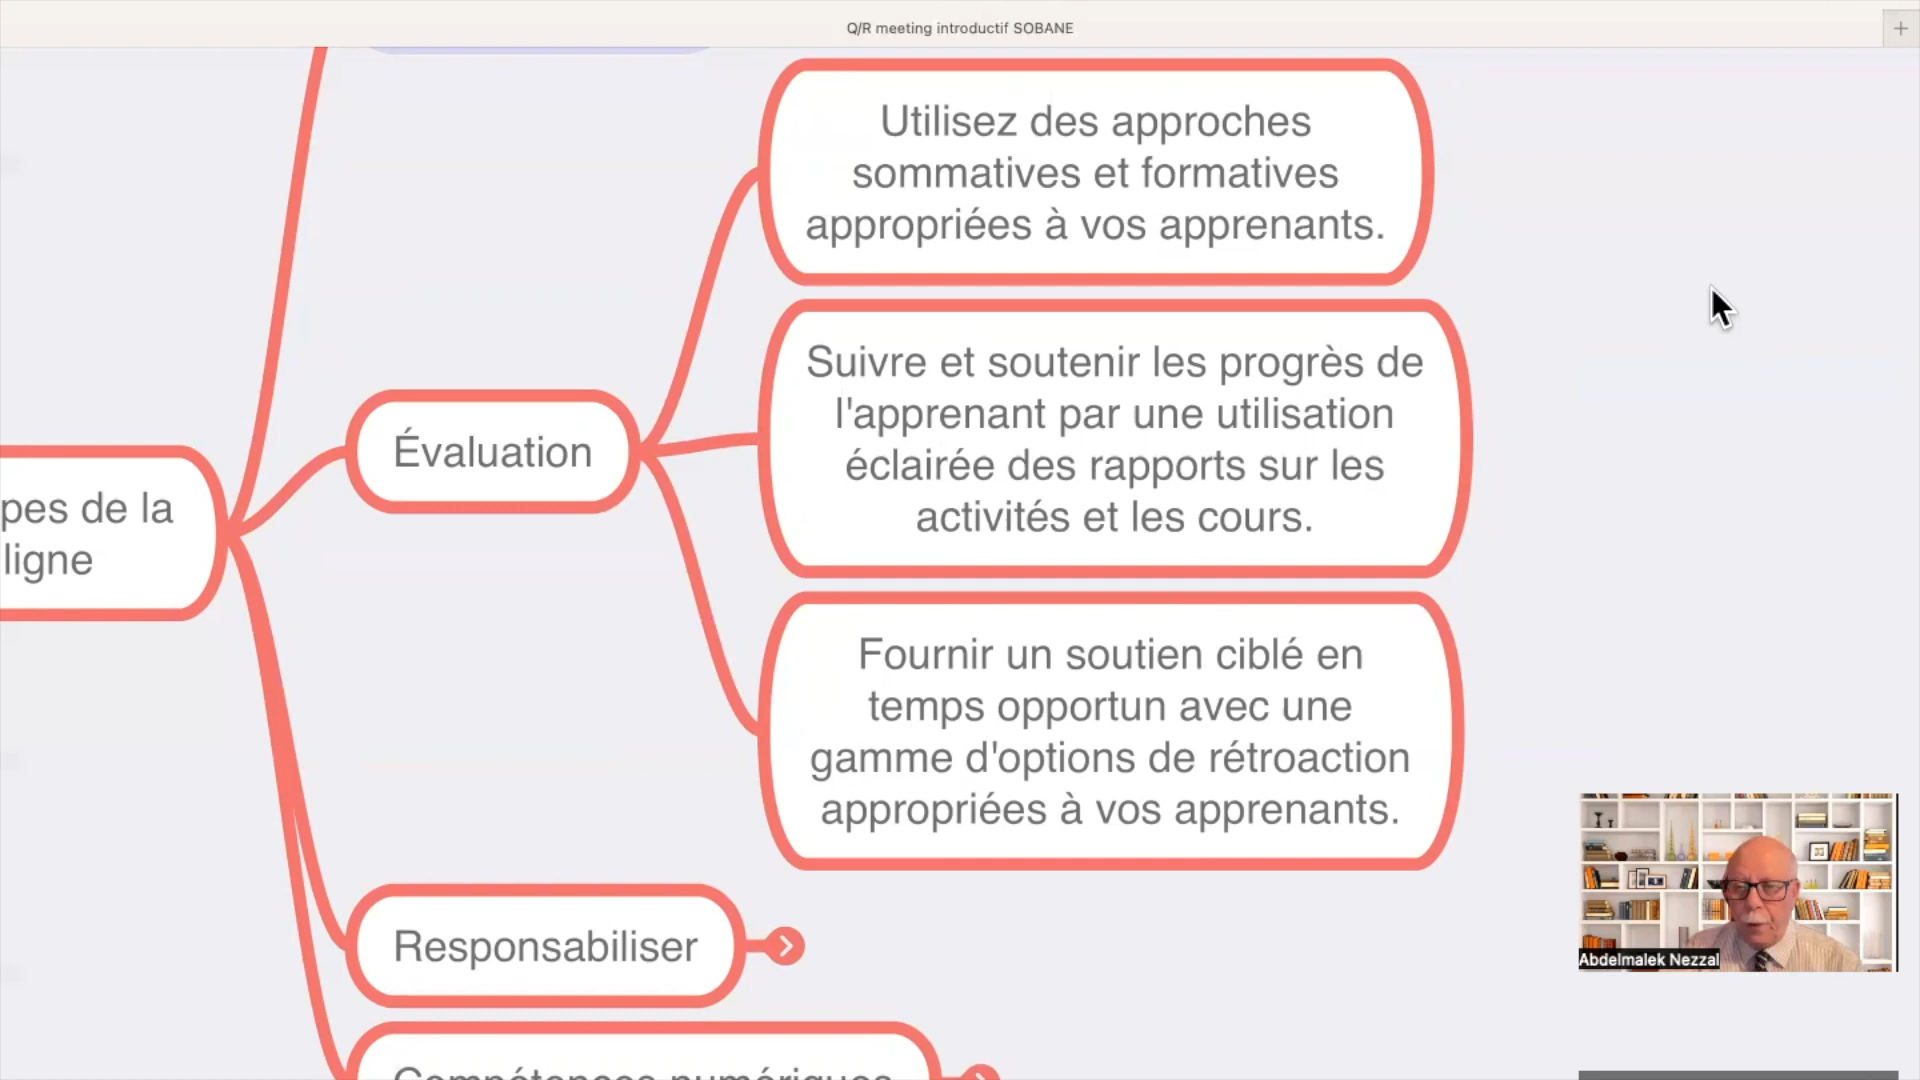 Q/R meeting introductif SOBANE
Utilisez des approches
sommatives et formatives
appropriées à vos apprenants.
Suivre et soutenir les progrès de
l'apprenant par une utilisation
éclairée des rapports sur les
activités et les cours.
Évaluation
pes de la
ligne
Fournir un soutien ciblé en
temps opportun avec une
gamme d'options de rétroaction
appropriées à vos apprenants.
Responsabiliser
Abdelmalek Nezzal
Compétences numériques